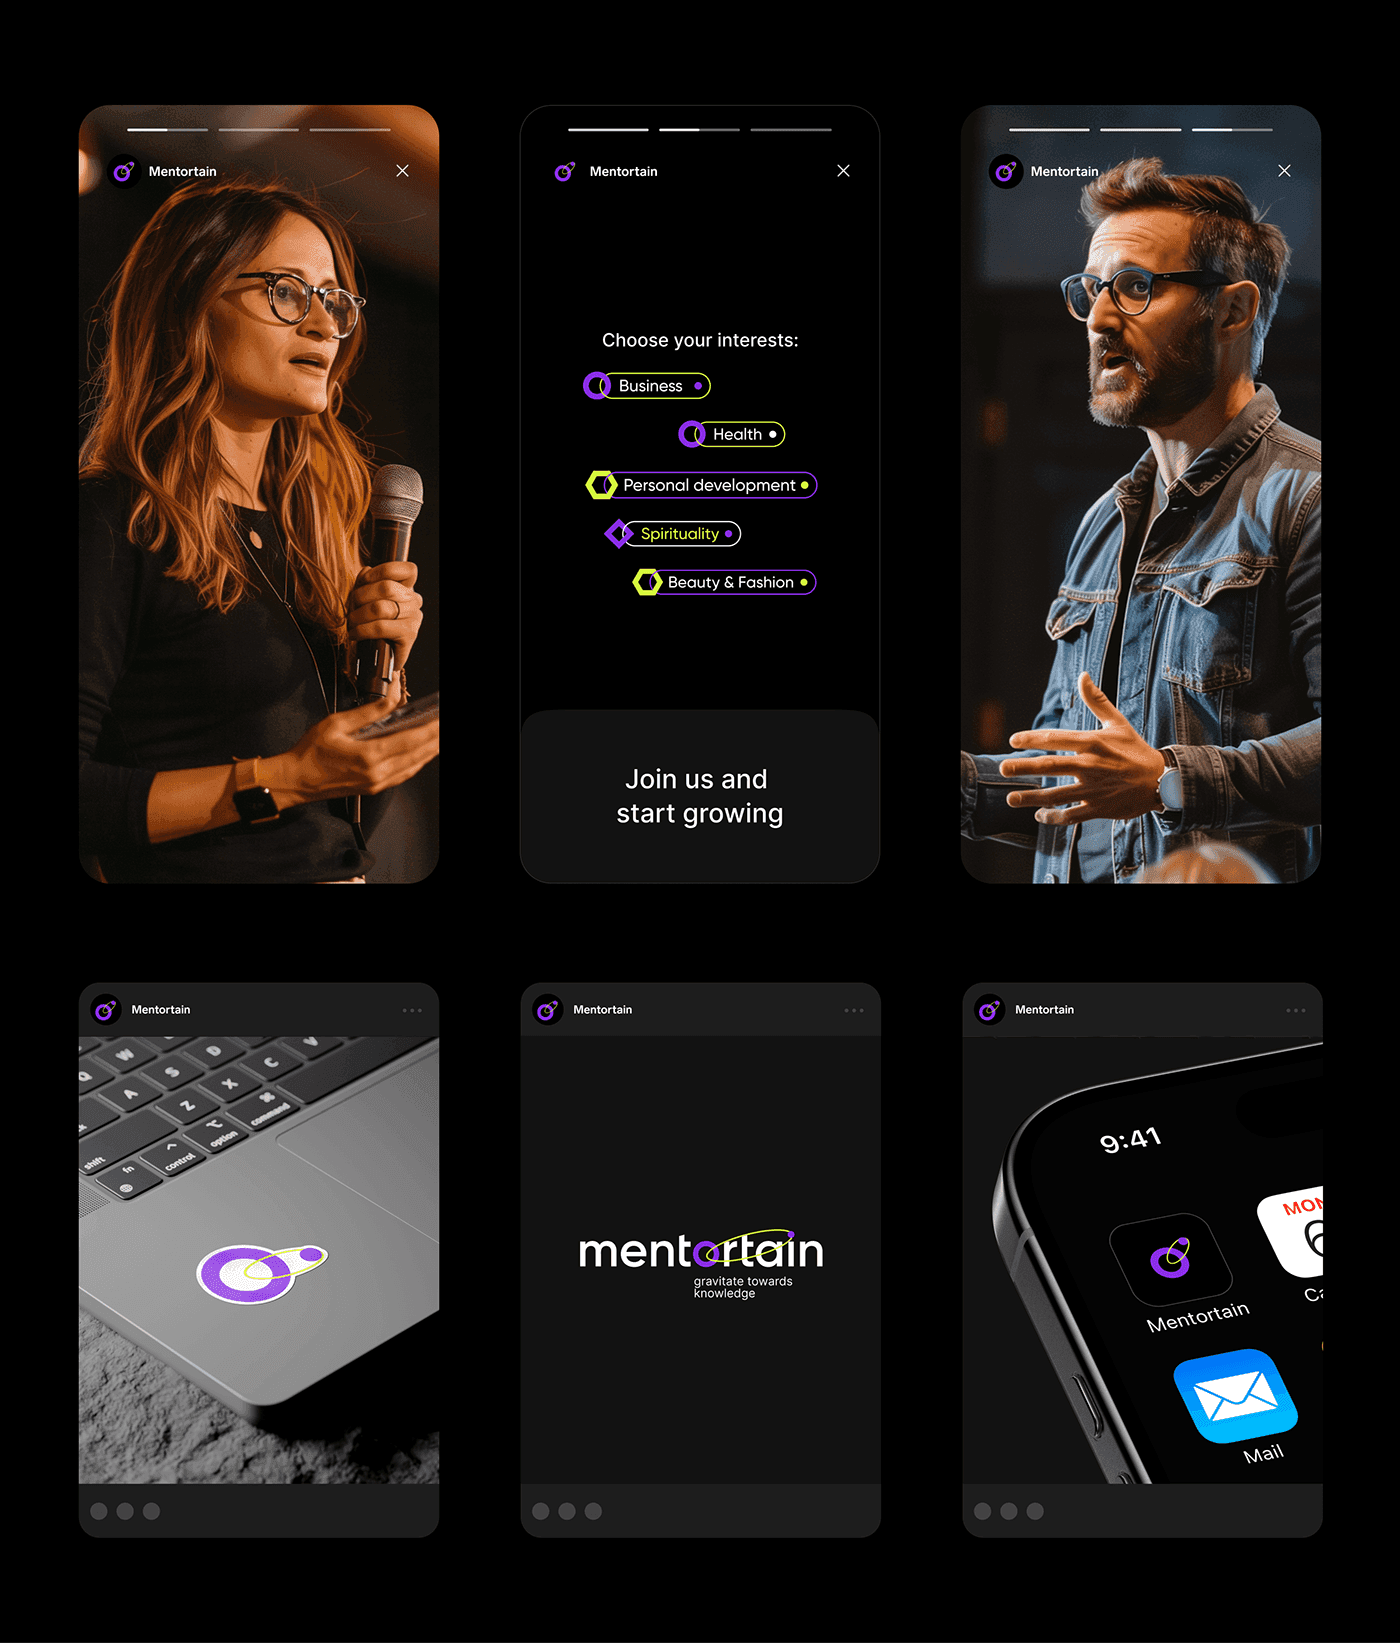 Mentortain
Mentortain
Mentortain
Choose your interests:
Business
Health
Personal development
Spirituality
Beauty & Fashion
Join us and
start growing
Mentortain
W
Q
D
V
S
C
A
X
Z
command
option
control
shift
fn
Mentortain
mentortain
gravitate towards
knowledge
Mentortain
9:41
MON
6
Mentortain
Ca
Mail